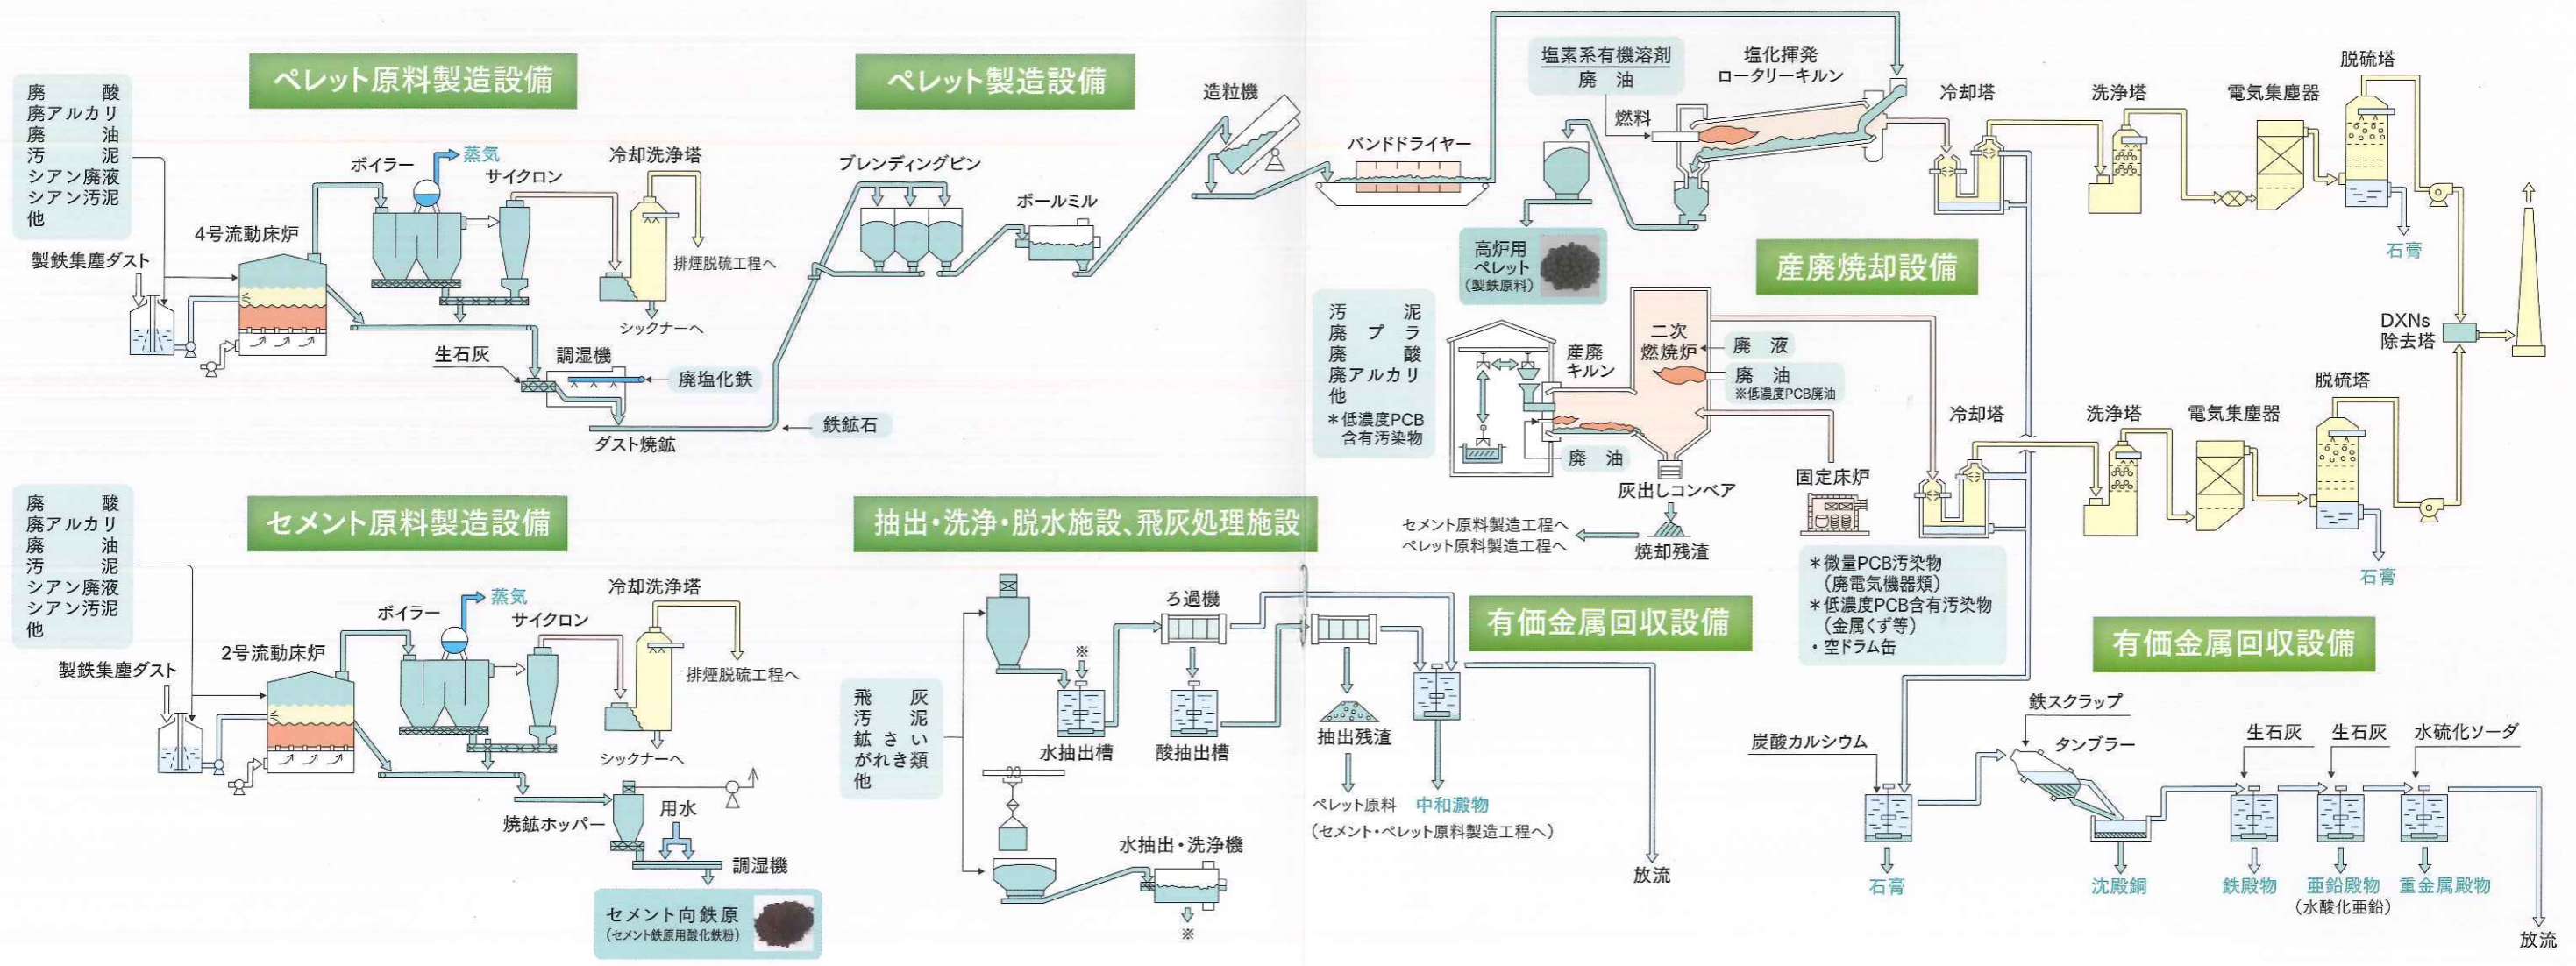 ペレット原料製造設備
廃酸
廃アルカリ
廃油
汚泥
シアン廃液
シアン汚泥
他
製鉄集塵ダスト
4号流動床炉
ボイラー
蒸気
サイクロン
冷却洗浄塔
排煙脱硫工程へ
シックナーへ
生石灰
調湿機
廃塩化鉄
ダスト焼鉱
鉄鉱石
ペレット製造設備
ブレンディングビン
ボールミル
造粒機
バンドドライヤー
塩素系有機溶剤
廃油
燃料
塩化揮発
ロータリーキルン
高炉用
ペレット
(製鉄原料)
冷却塔
洗浄塔
電気集塵器
脱硫塔
石膏
DXNs
除去塔
産廃焼却設備
汚泥
廃プラ
廃酸
廃アルカリ
他
＊低濃度PCB
含有汚染物
産廃
キルン
二次
燃焼炉
廃液
廃油
※低濃度PCB廃油
廃油
灰出しコンベア
焼却残渣
セメント原料製造工程へ
ペレット原料製造工程へ
固定床炉
＊微量PCB汚染物
(廃電気機器類)
＊低濃度PCB含有汚染物
(金属くず等)
・空ドラム缶
冷却塔
洗浄塔
電気集塵器
脱硫塔
石膏
セメント原料製造設備
廃酸
廃アルカリ
廃油
汚泥
シアン廃液
シアン汚泥
他
製鉄集塵ダスト
2号流動床炉
ボイラー
蒸気
サイクロン
冷却洗浄塔
排煙脱硫工程へ
シックナーへ
焼鉱ホッパー
用水
調湿機
セメント向鉄原
(セメント鉄原用酸化鉄粉)
抽出・洗浄・脱水施設、飛灰処理施設
飛灰
汚泥
鉱さい
がれき類
他
※
水抽出槽
ろ過機
酸抽出槽
抽出残渣
ペレット原料
中和澱物
(セメント・ペレット原料製造工程へ)
水抽出・洗浄機
※
有価金属回収設備
放流
有価金属回収設備
炭酸カルシウム
石膏
鉄スクラップ
タンブラー
沈殿銅
生石灰
鉄殿物
生石灰
亜鉛殿物
(水酸化亜鉛)
水硫化ソーダ
重金属殿物
放流